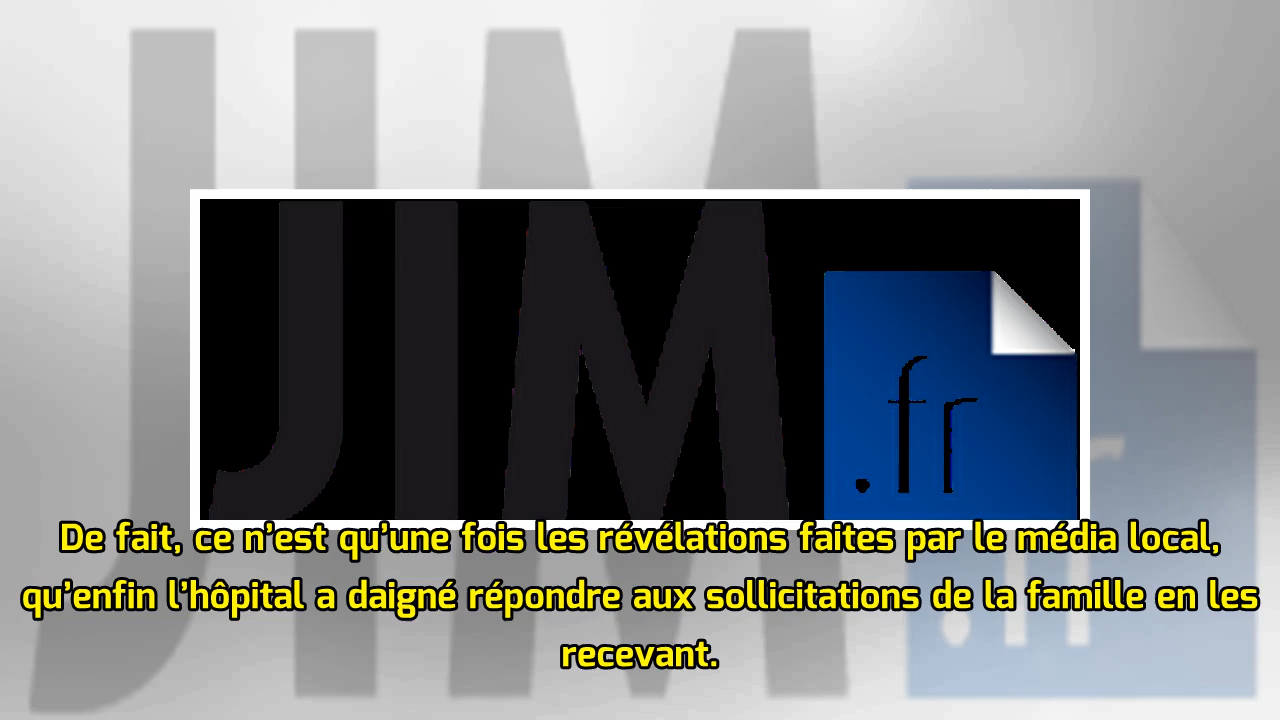 JIM
.fr
De fait, ce n’est qu’une fois les révélations faites par le média local,
qu’enfin l’hôpital a daigné répondre aux sollicitations de la famille en les
recevant.